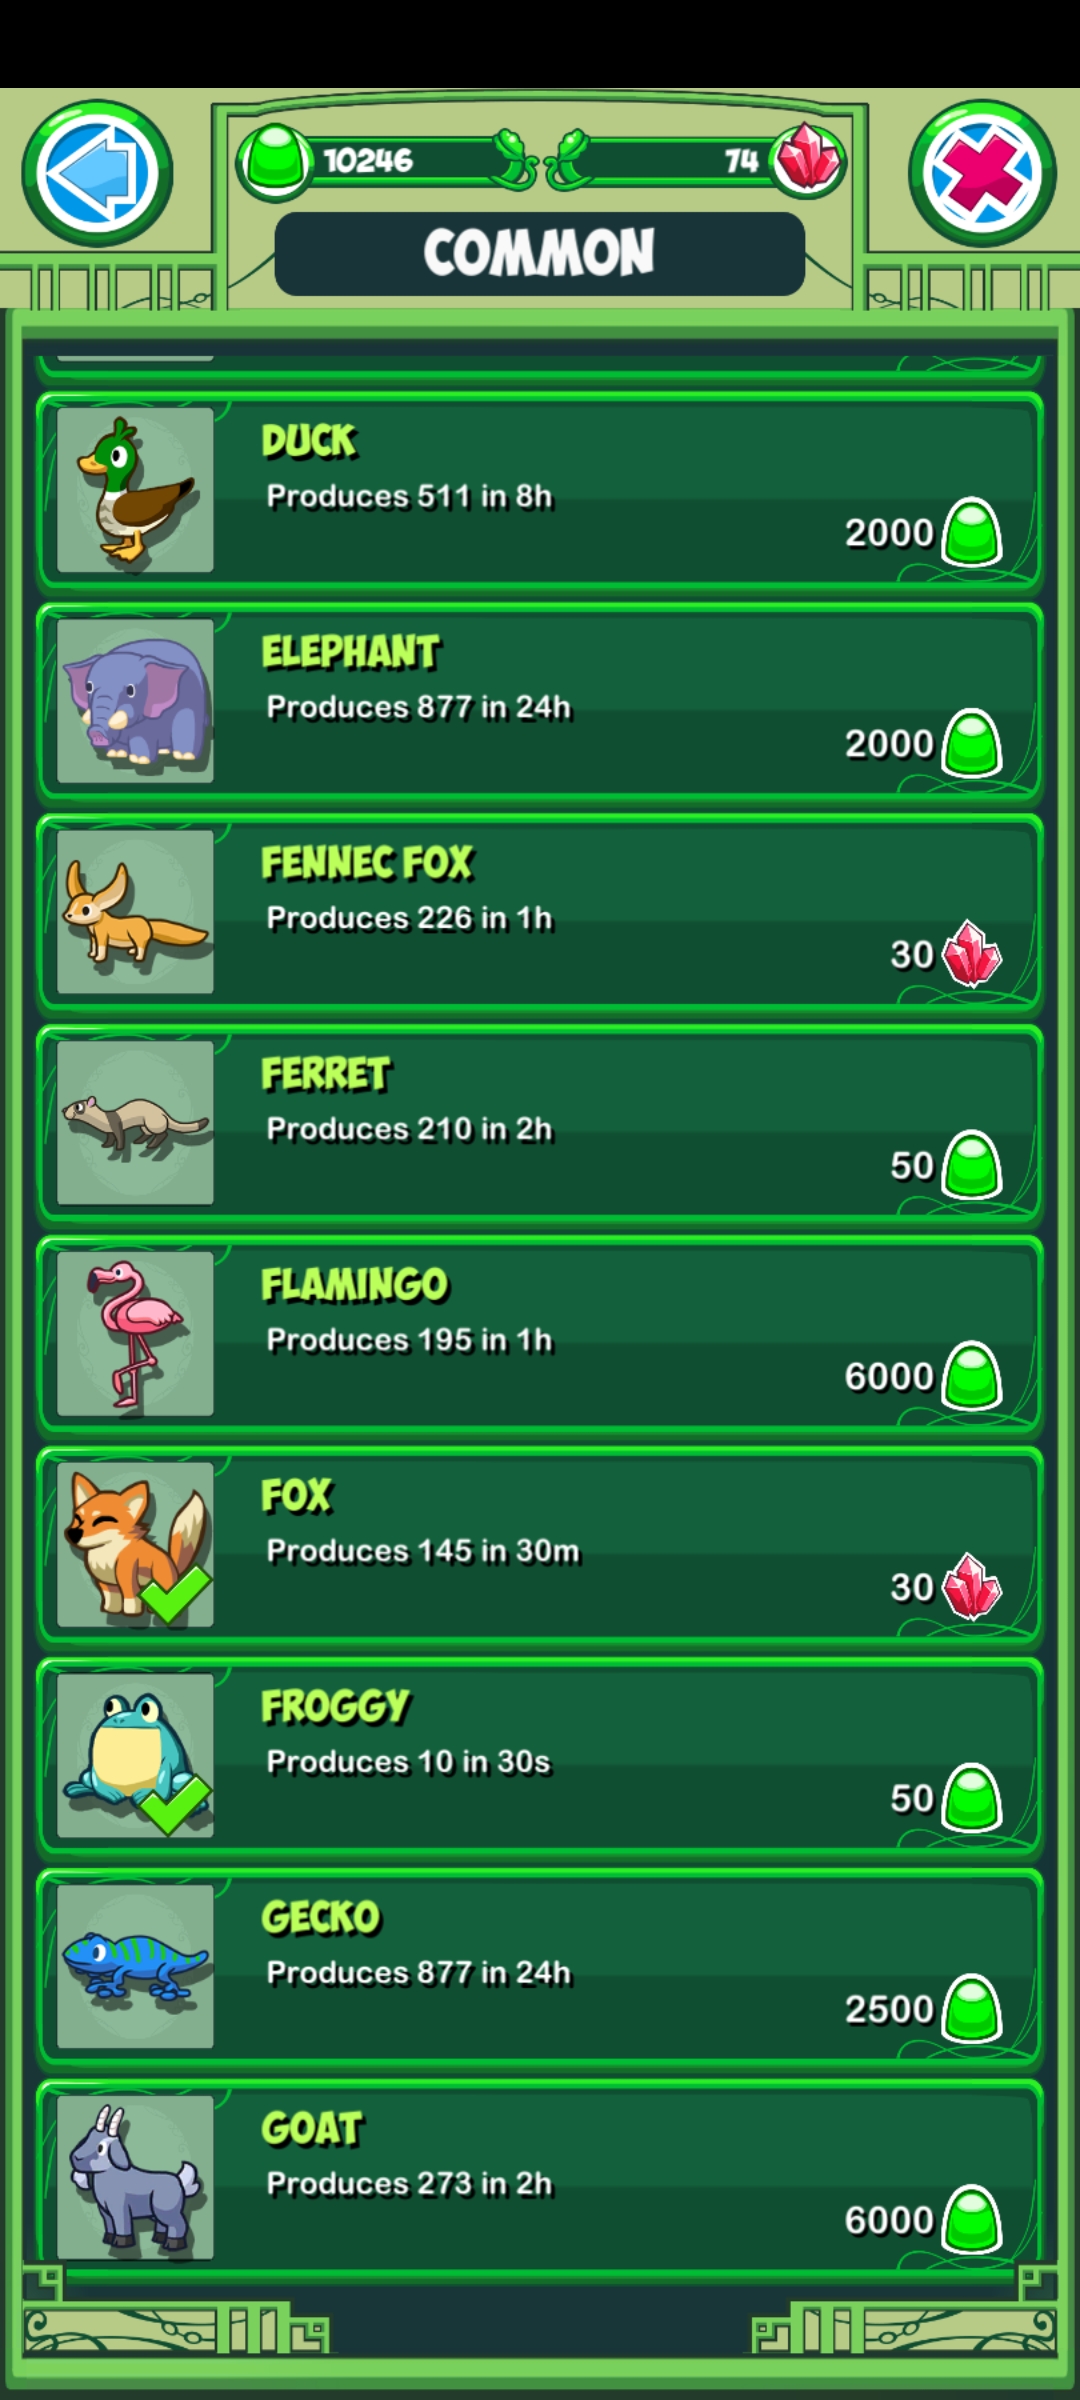 10246
74
COMMON
DUCK
Produces 511 in 8h
2000
ELEPHANT
Produces 877 in 24h
2000
FENNEC FOX
Produces 226 in 1h
30
FERRET
Produces 210 in 2h
50
FLAMINGO
Produces 195 in 1h
6000
FOX
Produces 145 in 30m
30
FROGGY
Produces 10 in 30s
50
GECKO
Produces 877 in 24h
2500
GOAT
Produces 273 in 2h
6000